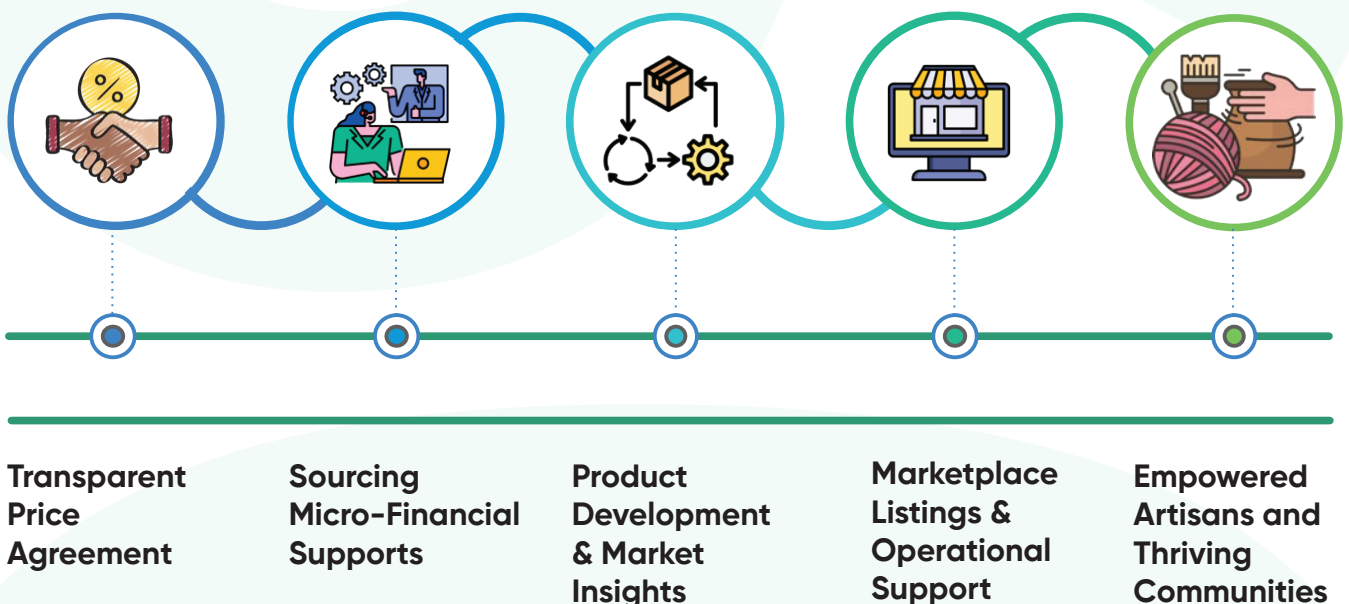 Transparent
Price
Agreement
Sourcing
Micro-Financial
Supports
Product
Development
& Market
Insights
Marketplace
Listings &
Operational
Support
Empowered
Artisans and
Thriving
Communities